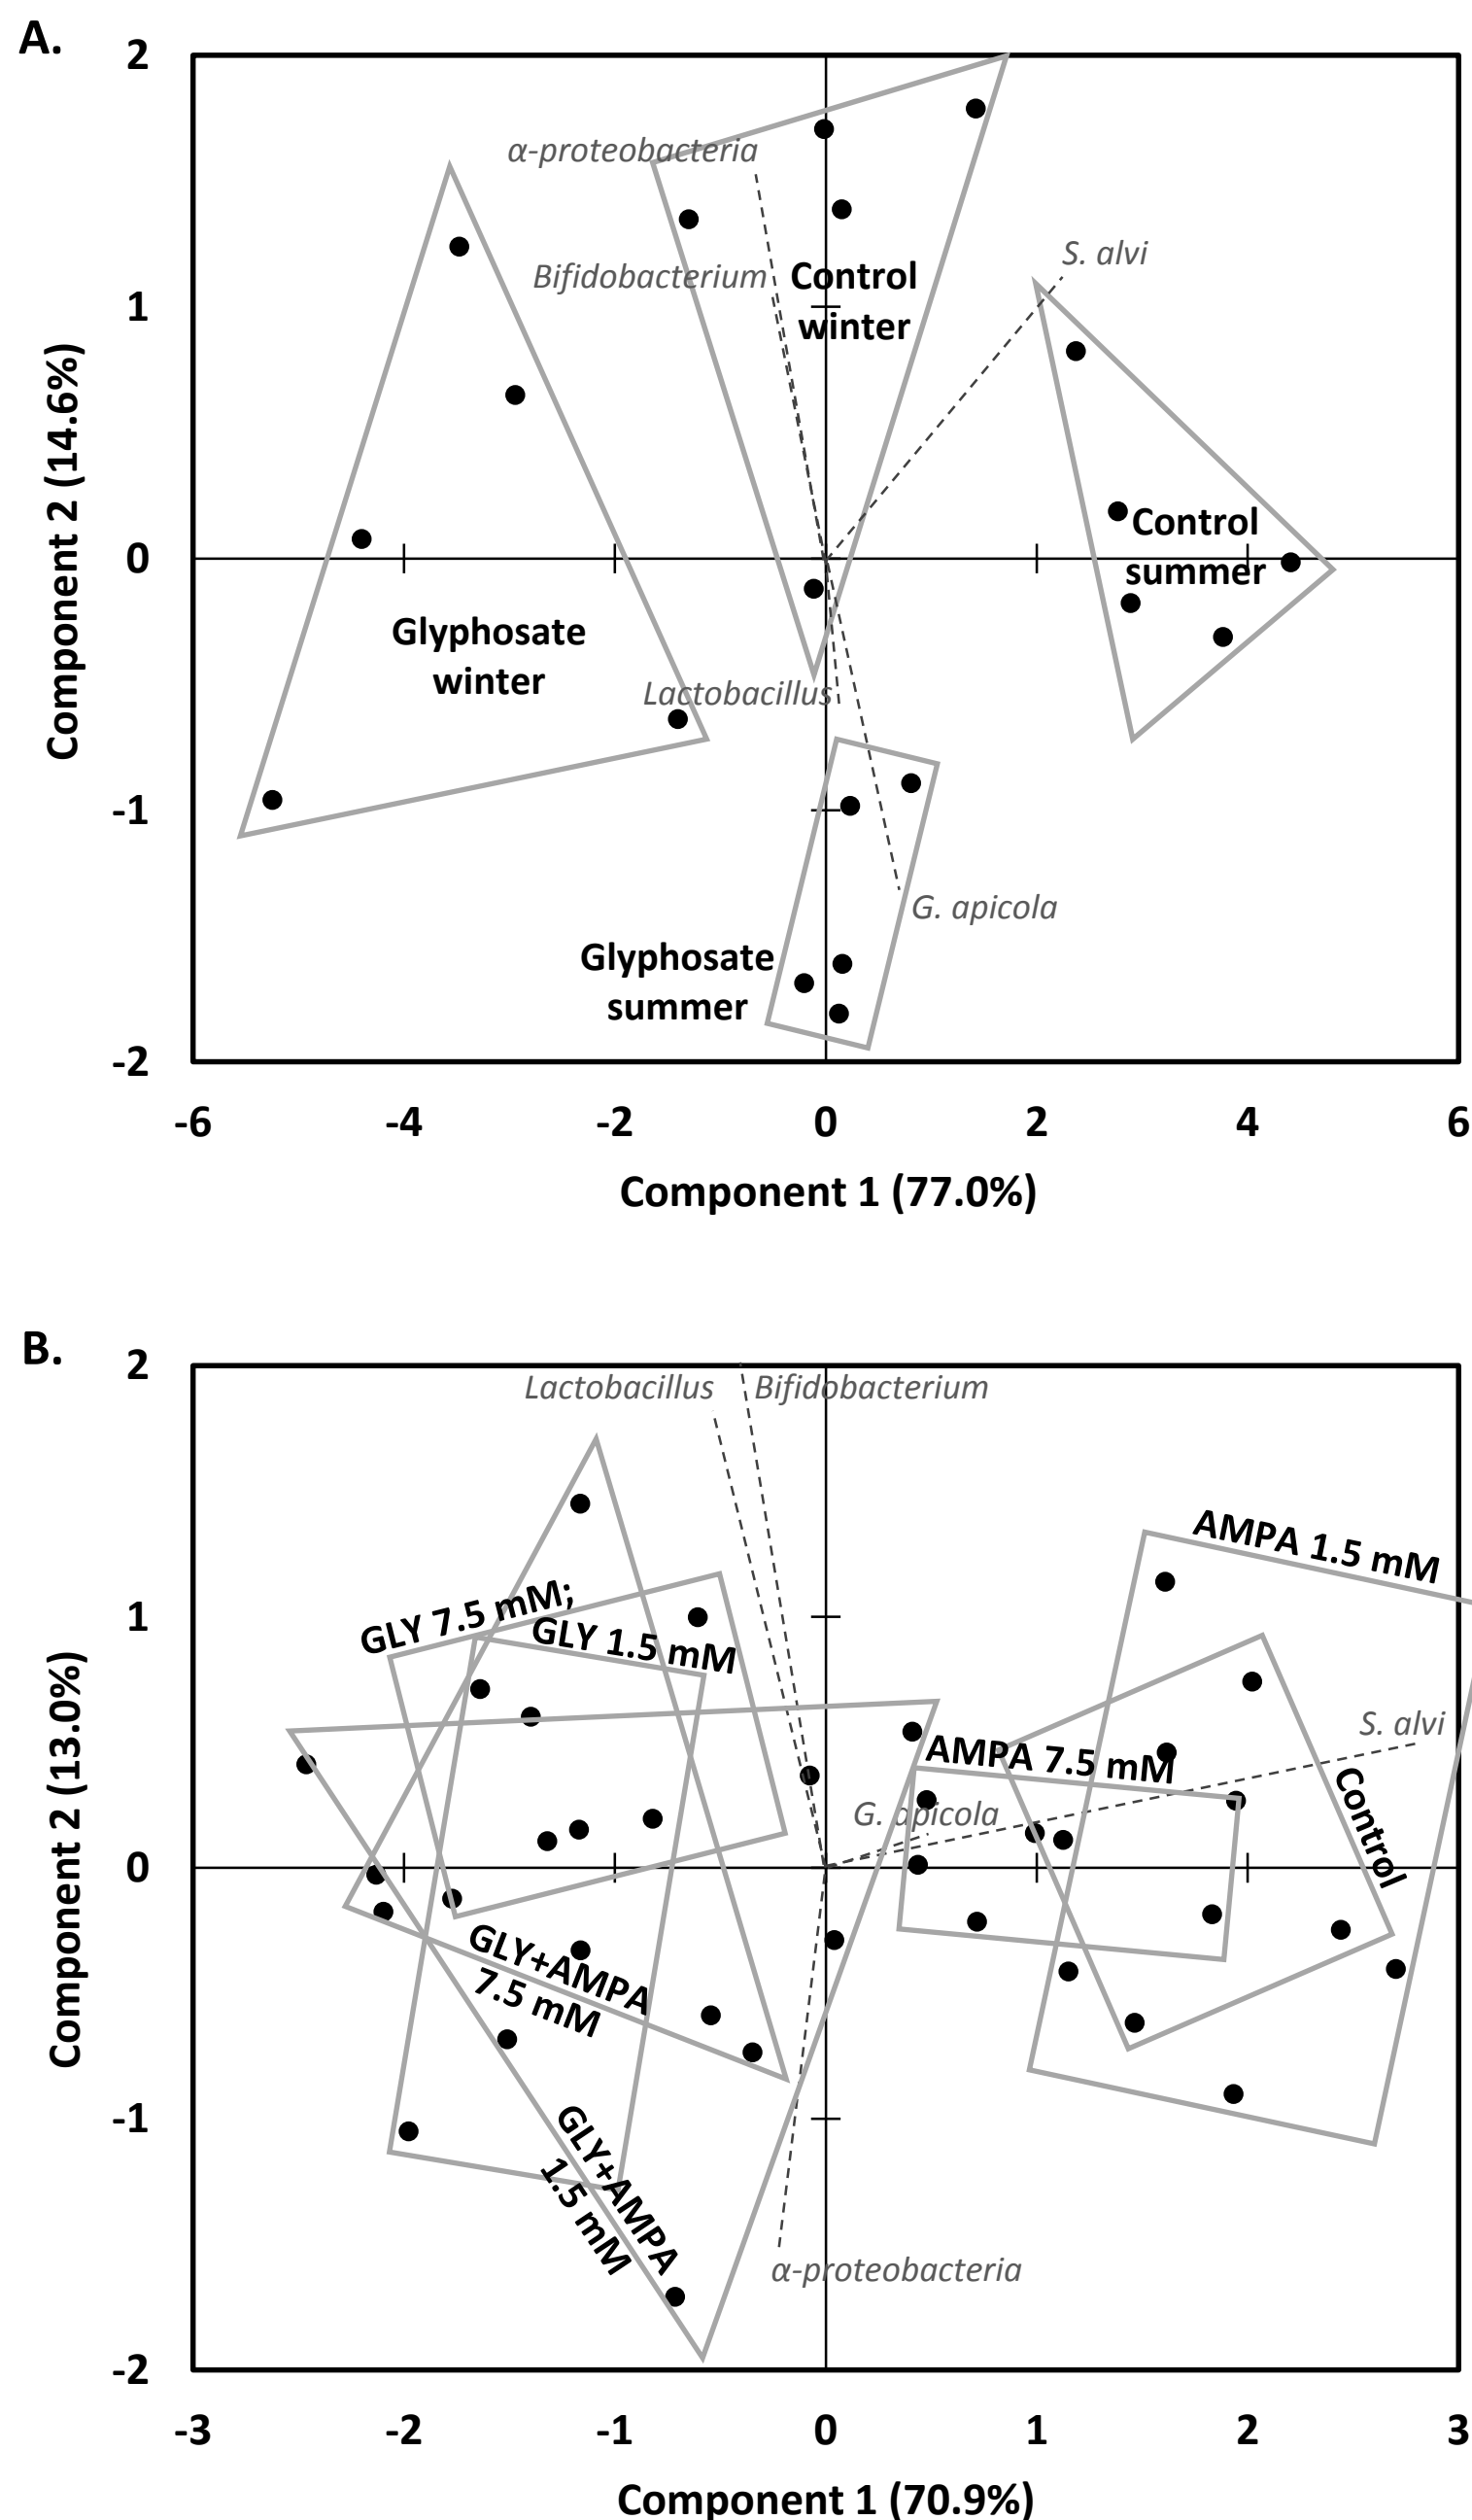 A.
2
α-proteobacteria
S. alvi
Bifidobacterium
Control
winter
1
Control
summer
0
Component 2 (14.6%)
Glyphosate
winter
Lactobacillus
-1
G. apicola
Glyphosate
summer
-2
-6 -4 -2 0 2 4 6
Component 1 (77.0%)
B.
2
Lactobacillus
Bifidobacterium
AMPA 1.5 mM
GLY 7.5 mM;
GLY 1.5 mM
1
S. alvi
AMPA 7.5 mM
Control
G. apicola
0
Component 2 (13.0%)
GLY+AMPA
7.5 mM
-1
GLY+AMPA
1.5 mM
α-proteobacteria
-2
-3 -2 -1 0 1 2 3
Component 1 (70.9%)